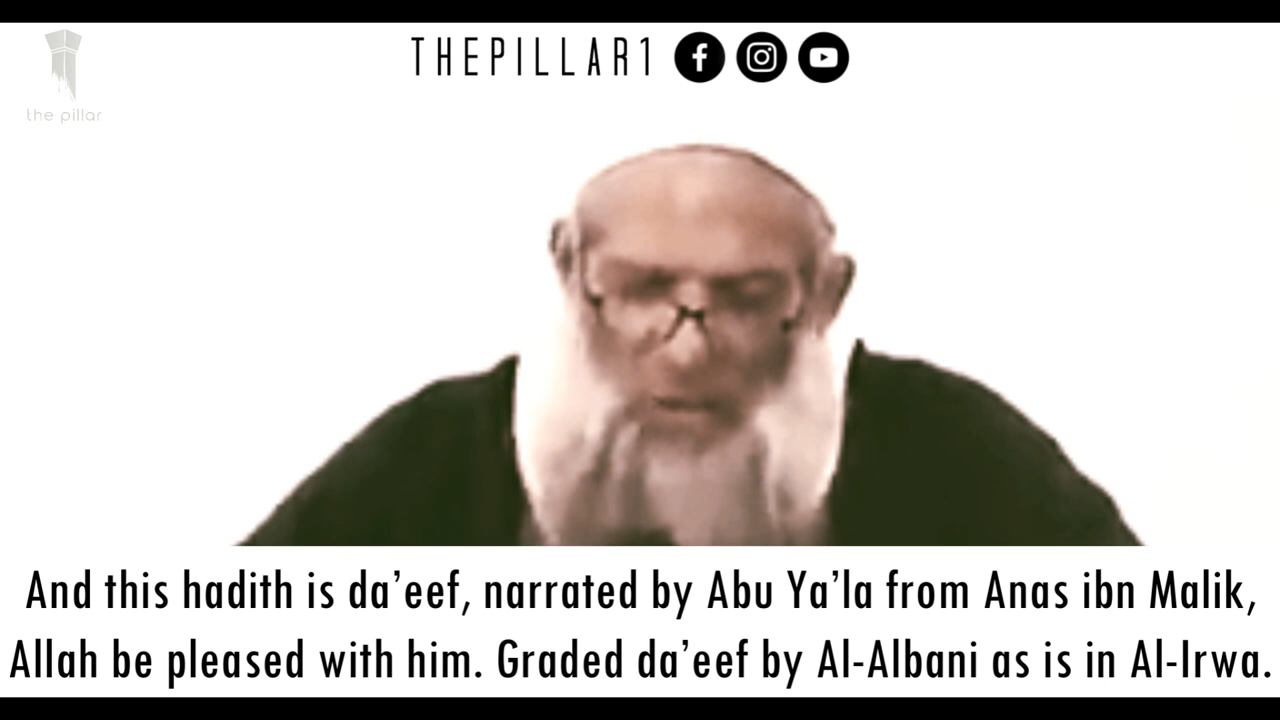 THEPILLAR1
the pillar
And this hadith is da’eef, narrated by Abu Ya’la from Anas ibn Malik,
Allah be pleased with him. Graded da’eef by Al-Albani as is in Al-Irwa.